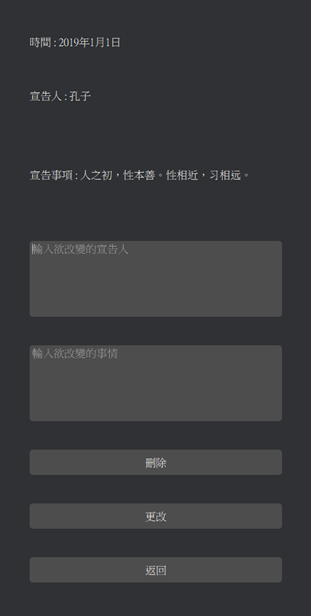 時間 : 2019年1月1日
宣告人 : 孔子
宣告事項 : 人之初，性本善。性相近，习相远。
輸入欲改變的宣告人
輸入欲改變的事情
刪除
更改
返回